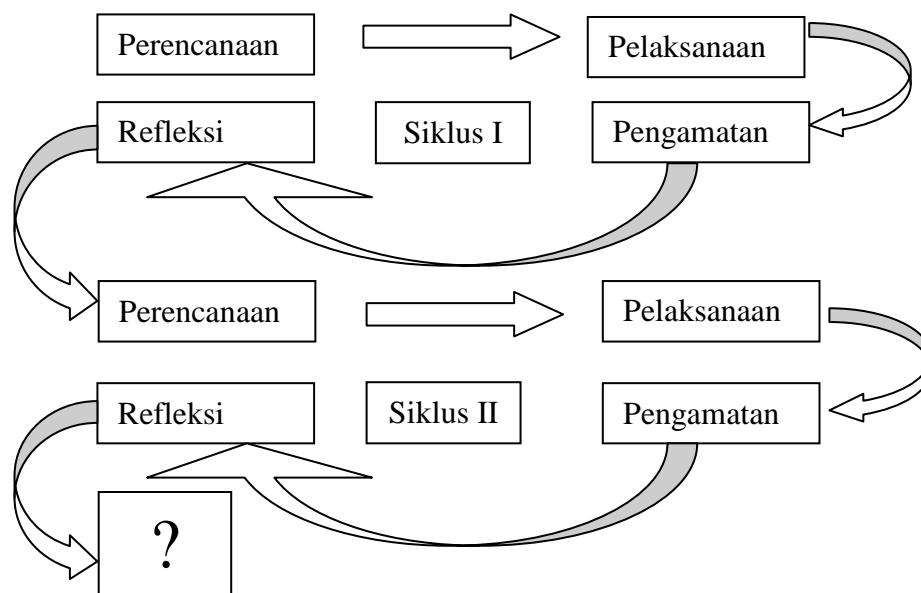 Perencanaan
Pelaksanaan
Refleksi
Siklus I
Pengamatan
Perencanaan
Pelaksanaan
Refleksi
Siklus II
Pengamatan
?